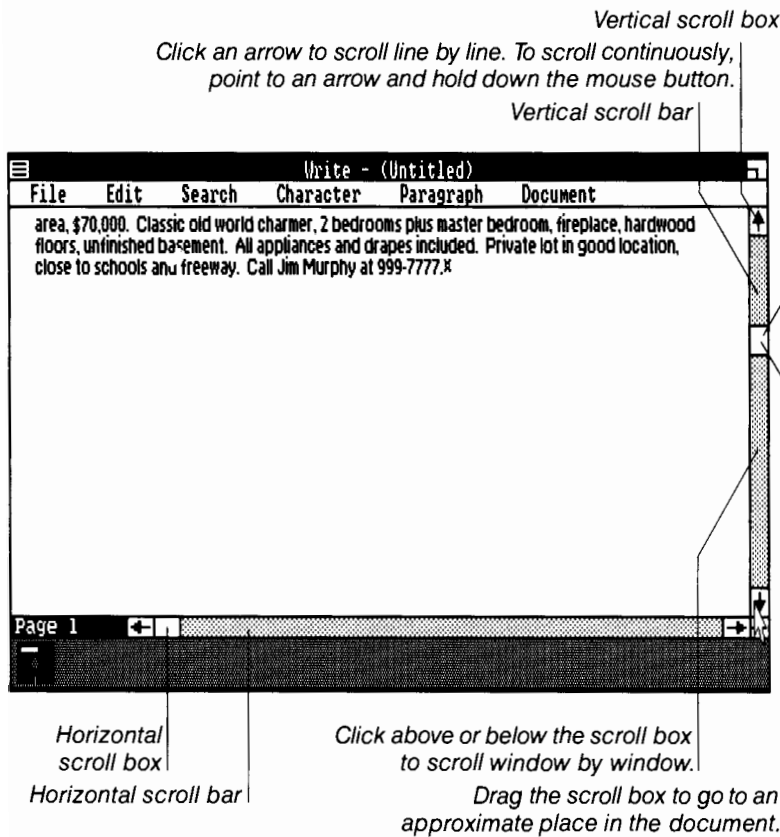 Vertical scroll box
Click an arrow to scroll line by line. To scroll continuously,
point to an arrow and hold down the mouse button.
Vertical scroll bar
Write - (Untitled)
File Edit Search Character Paragraph Document
area, $70,000. Classic old world charmer, 2 bedrooms plus master bedroom, fireplace, hardwood
floors, unfinished basement. All appliances and drapes included. Private lot in good location,
close to schools and freeway. Call Jim Murphy at 999-7777.¤
Page 1
Horizontal
scroll box
Horizontal scroll bar
Click above or below the scroll box
to scroll window by window.
Drag the scroll box to go to an
approximate place in the document.